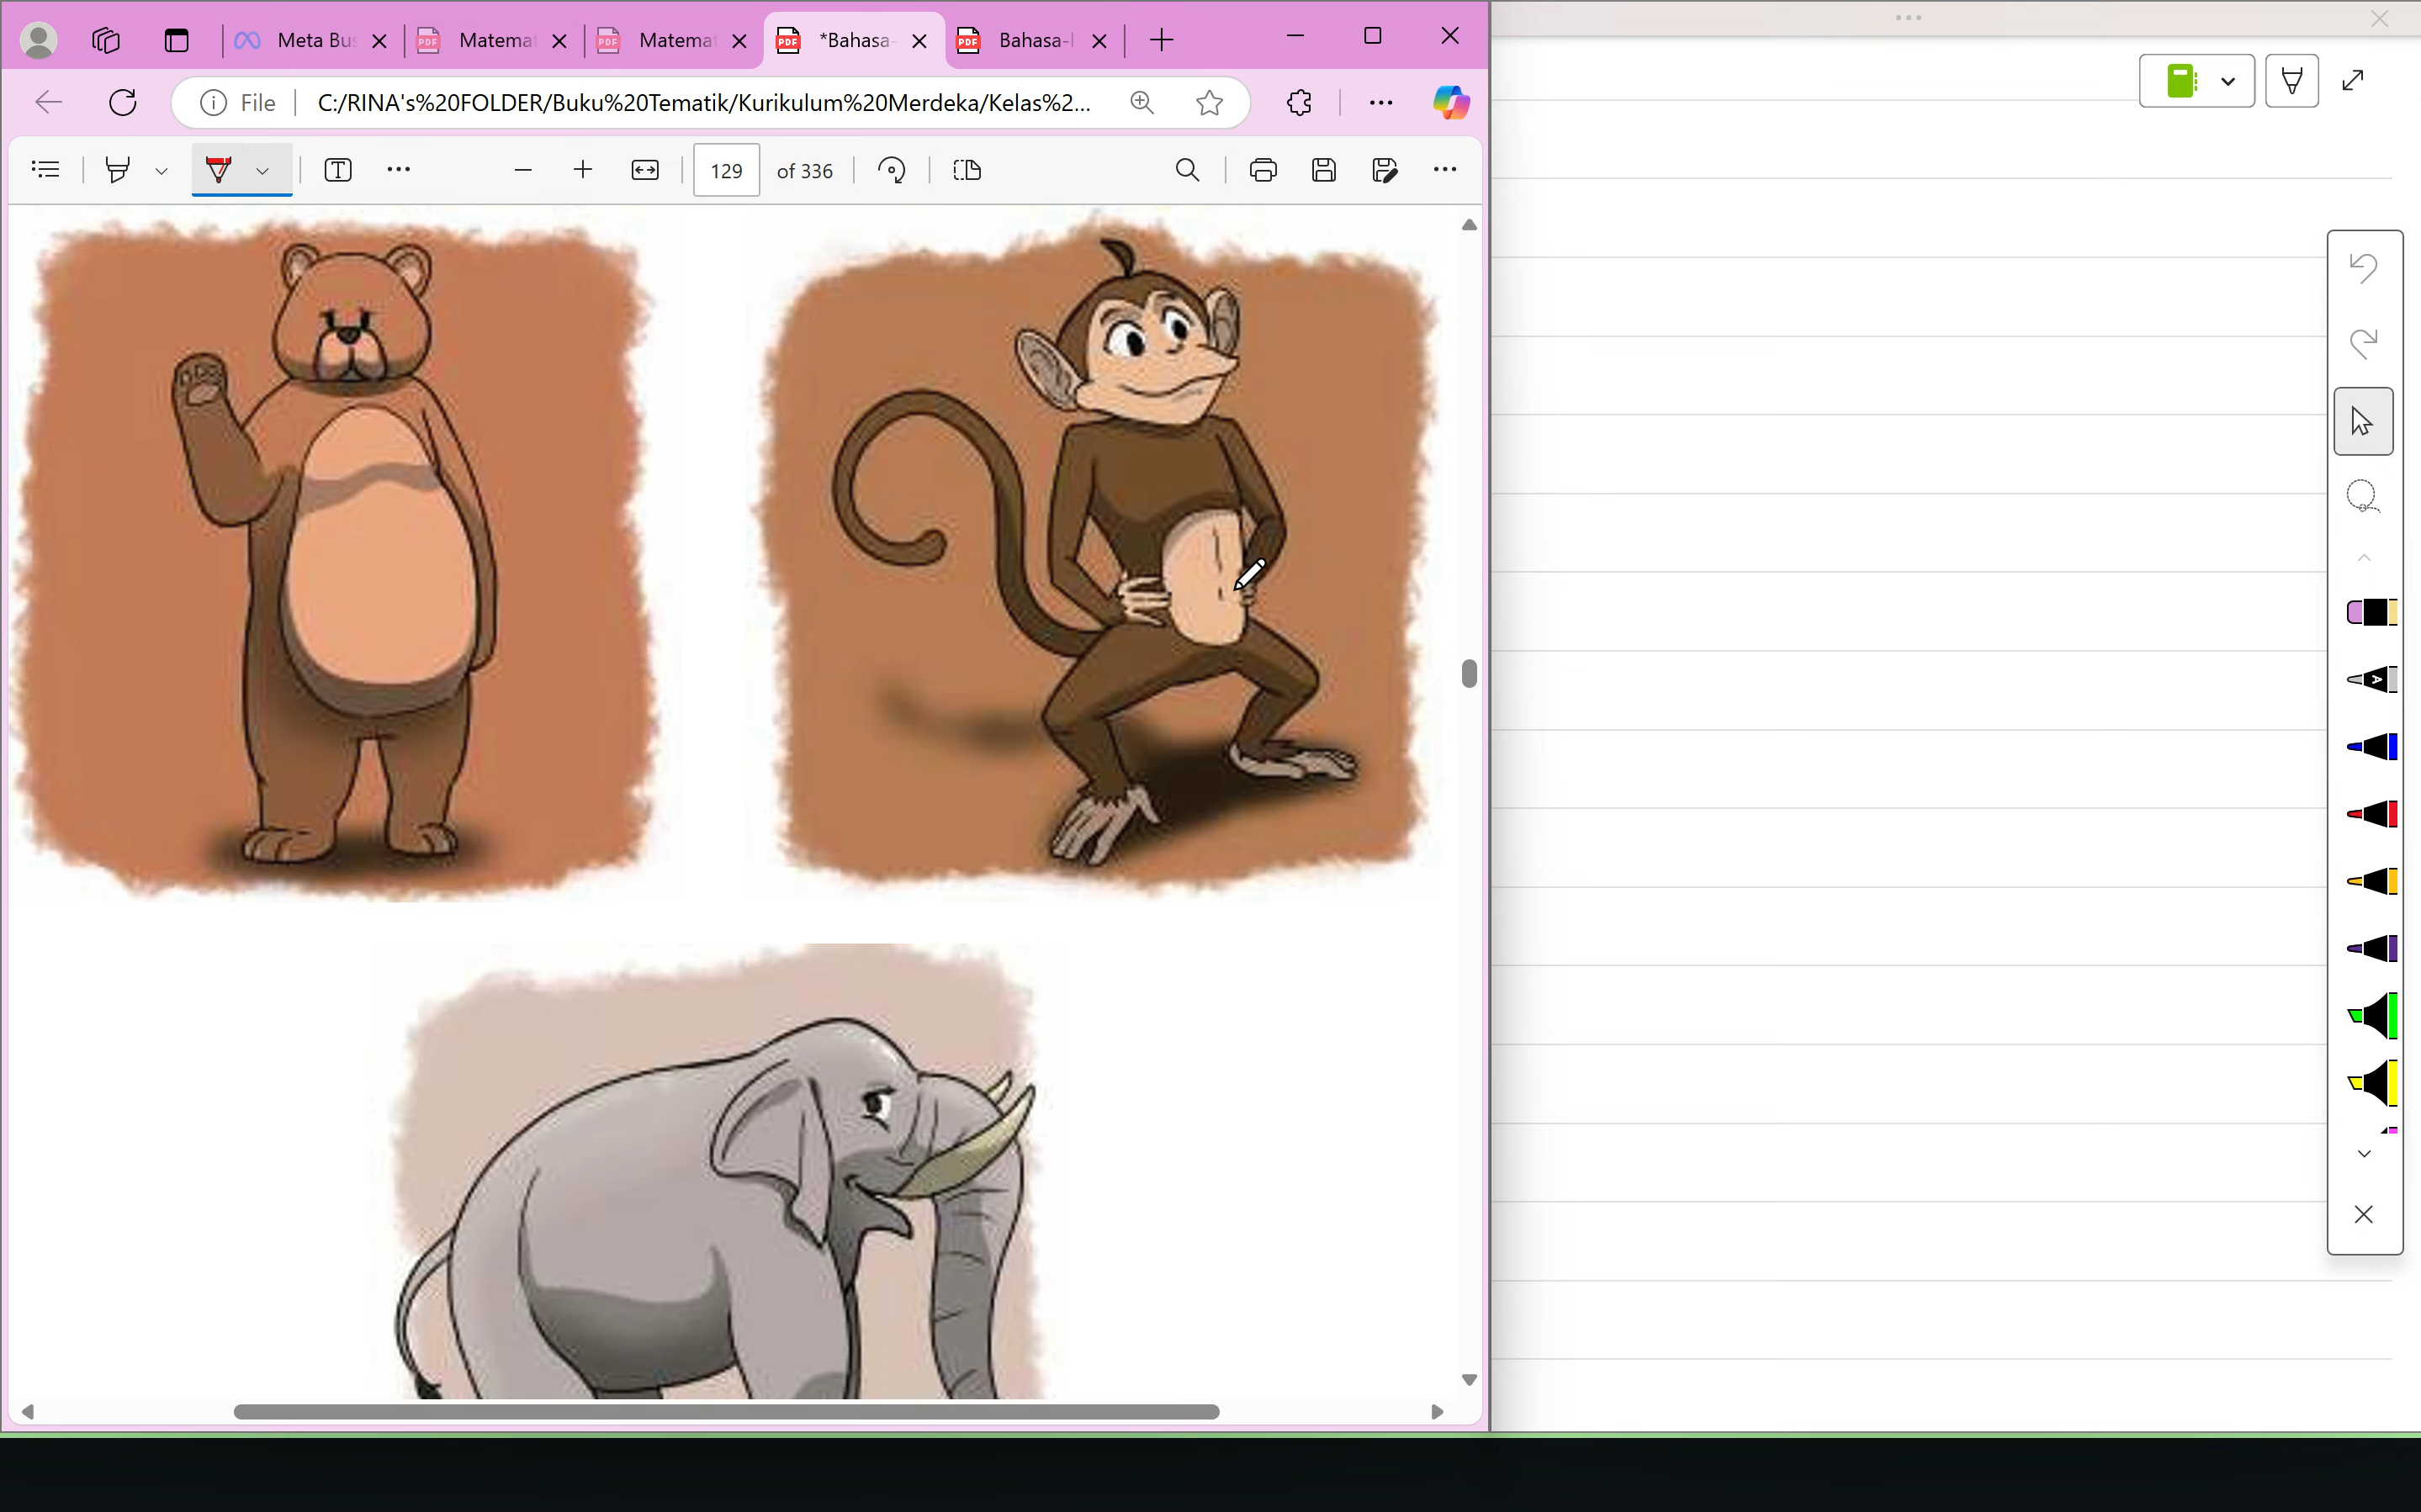 Meta Bus
Matemat
Matemat
*Bahasa-
Bahasa-I
File
C:/RINA's%20FOLDER/Buku%20Tematik/Kurikulum%20Merdeka/Kelas%2...
129
of 336